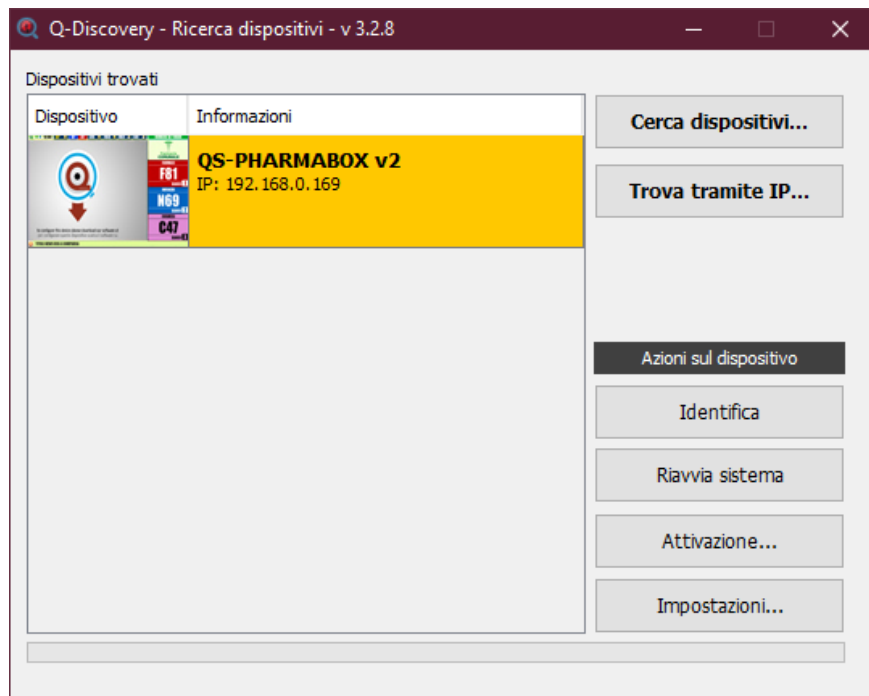 Q-Discovery - Ricerca dispositivi - v 3.2.8
Dispositivi trovati
Dispositivo
Informazioni
F81
N69
C47
QS-PHARMABOX v2
IP: 192.168.0.169
Cerca dispositivi...
Trova tramite IP...
Azioni sul dispositivo
Identifica
Riavvia sistema
Attivazione...
Impostazioni...